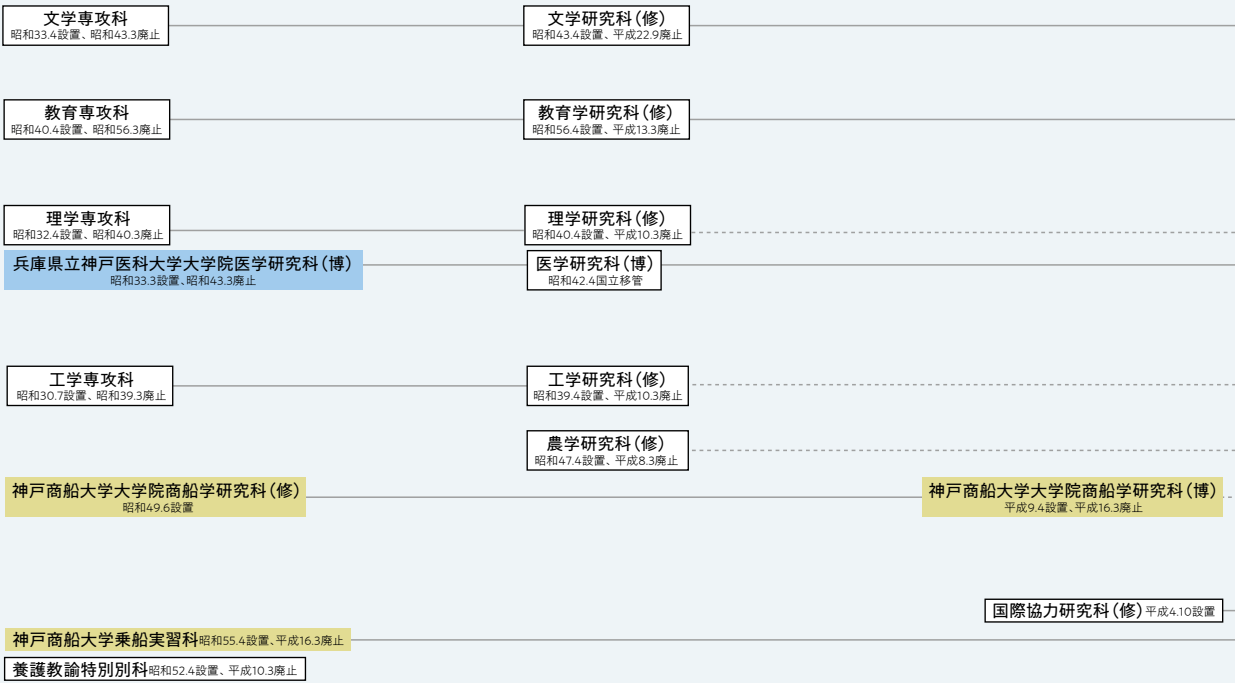 文学専攻科
昭和33.4設置、昭和43.3廃止
文学研究科(修)
昭和43.4設置、平成22.9廃止
教育専攻科
昭和40.4設置、昭和56.3廃止
教育学研究科(修)
昭和56.4設置、平成13.3廃止
理学専攻科
昭和32.4設置、昭和40.3廃止
理学研究科(修)
昭和40.4設置、平成10.3廃止
兵庫県立神戸医科大学大学院医学研究科(博)
昭和33.3設置、昭和43.3廃止
医学研究科(博)
昭和42.4国立移管
工学専攻科
昭和30.7設置、昭和39.3廃止
工学研究科(修)
昭和39.4設置、平成10.3廃止
農学研究科(修)
昭和47.4設置、平成8.3廃止
神戸商船大学大学院商船学研究科(修)
昭和49.6設置
神戸商船大学大学院商船学研究科(博)
平成9.4設置、平成16.3廃止
国際協力研究科(修)平成4.10設置
神戸商船大学乗船実習科昭和55.4設置、平成16.3廃止
養護教諭特別別科昭和52.4設置、平成10.3廃止